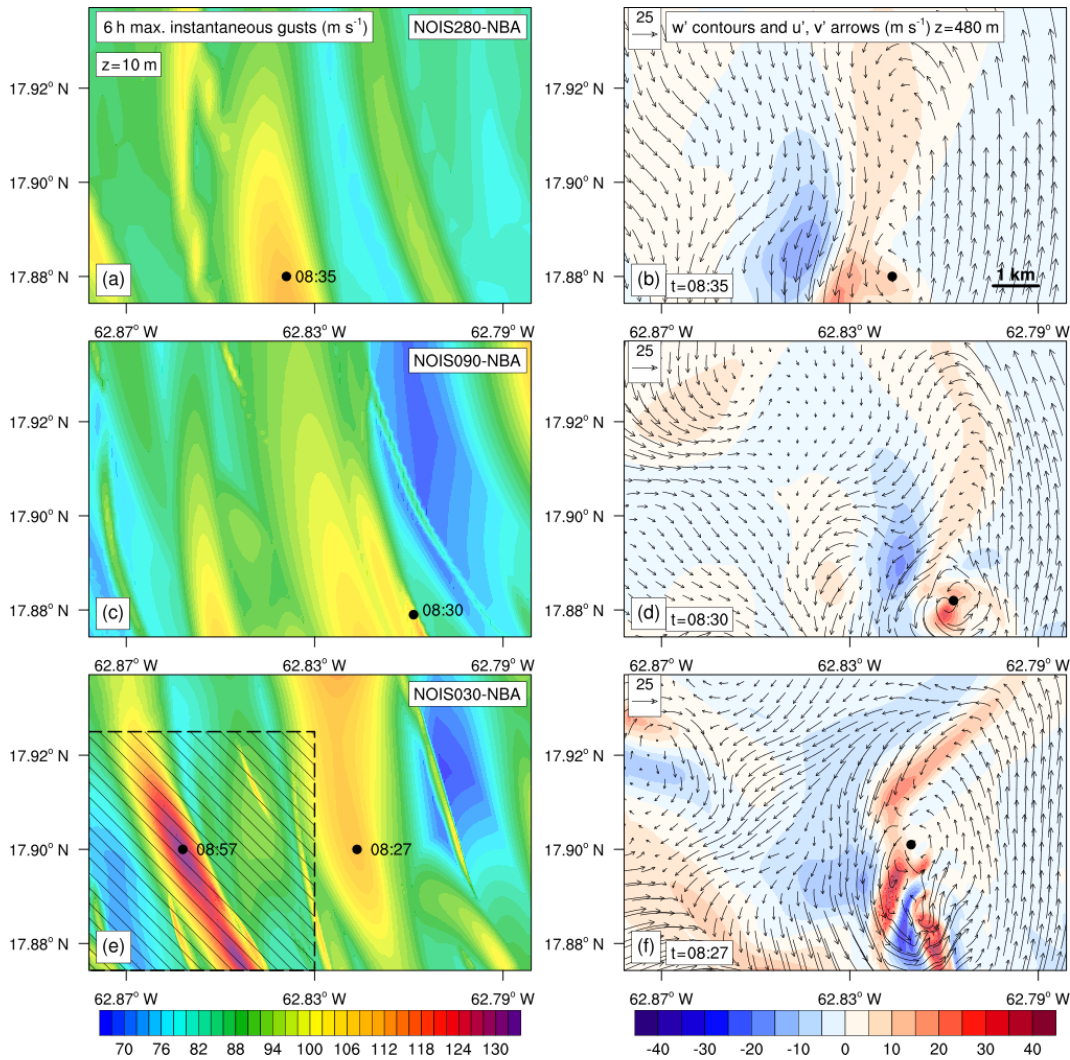 6 h max. instantaneous gusts (m s⁻¹)
NOIS280-NBA
z=10 m
17.92° N
17.90° N
17.88° N
08:35
(a)
62.87° W
62.83° W
62.79° W
25
w' contours and u', v' arrows (m s⁻¹) z=480 m
17.92° N
17.90° N
17.88° N
1 km
(b)
t=08:35
62.87° W
62.83° W
62.79° W
NOIS090-NBA
17.92° N
17.90° N
17.88° N
08:30
(c)
62.87° W
62.83° W
62.79° W
25
17.92° N
17.90° N
17.88° N
(d)
t=08:30
62.87° W
62.83° W
62.79° W
NOIS030-NBA
17.92° N
17.90° N
17.88° N
08:57
08:27
(e)
62.87° W
62.83° W
62.79° W
25
17.92° N
17.90° N
17.88° N
(f)
t=08:27
62.87° W
62.83° W
62.79° W
70 76 82 88 94 100 106 112 118 124 130
-40 -30 -20 -10 0 10 20 30 40